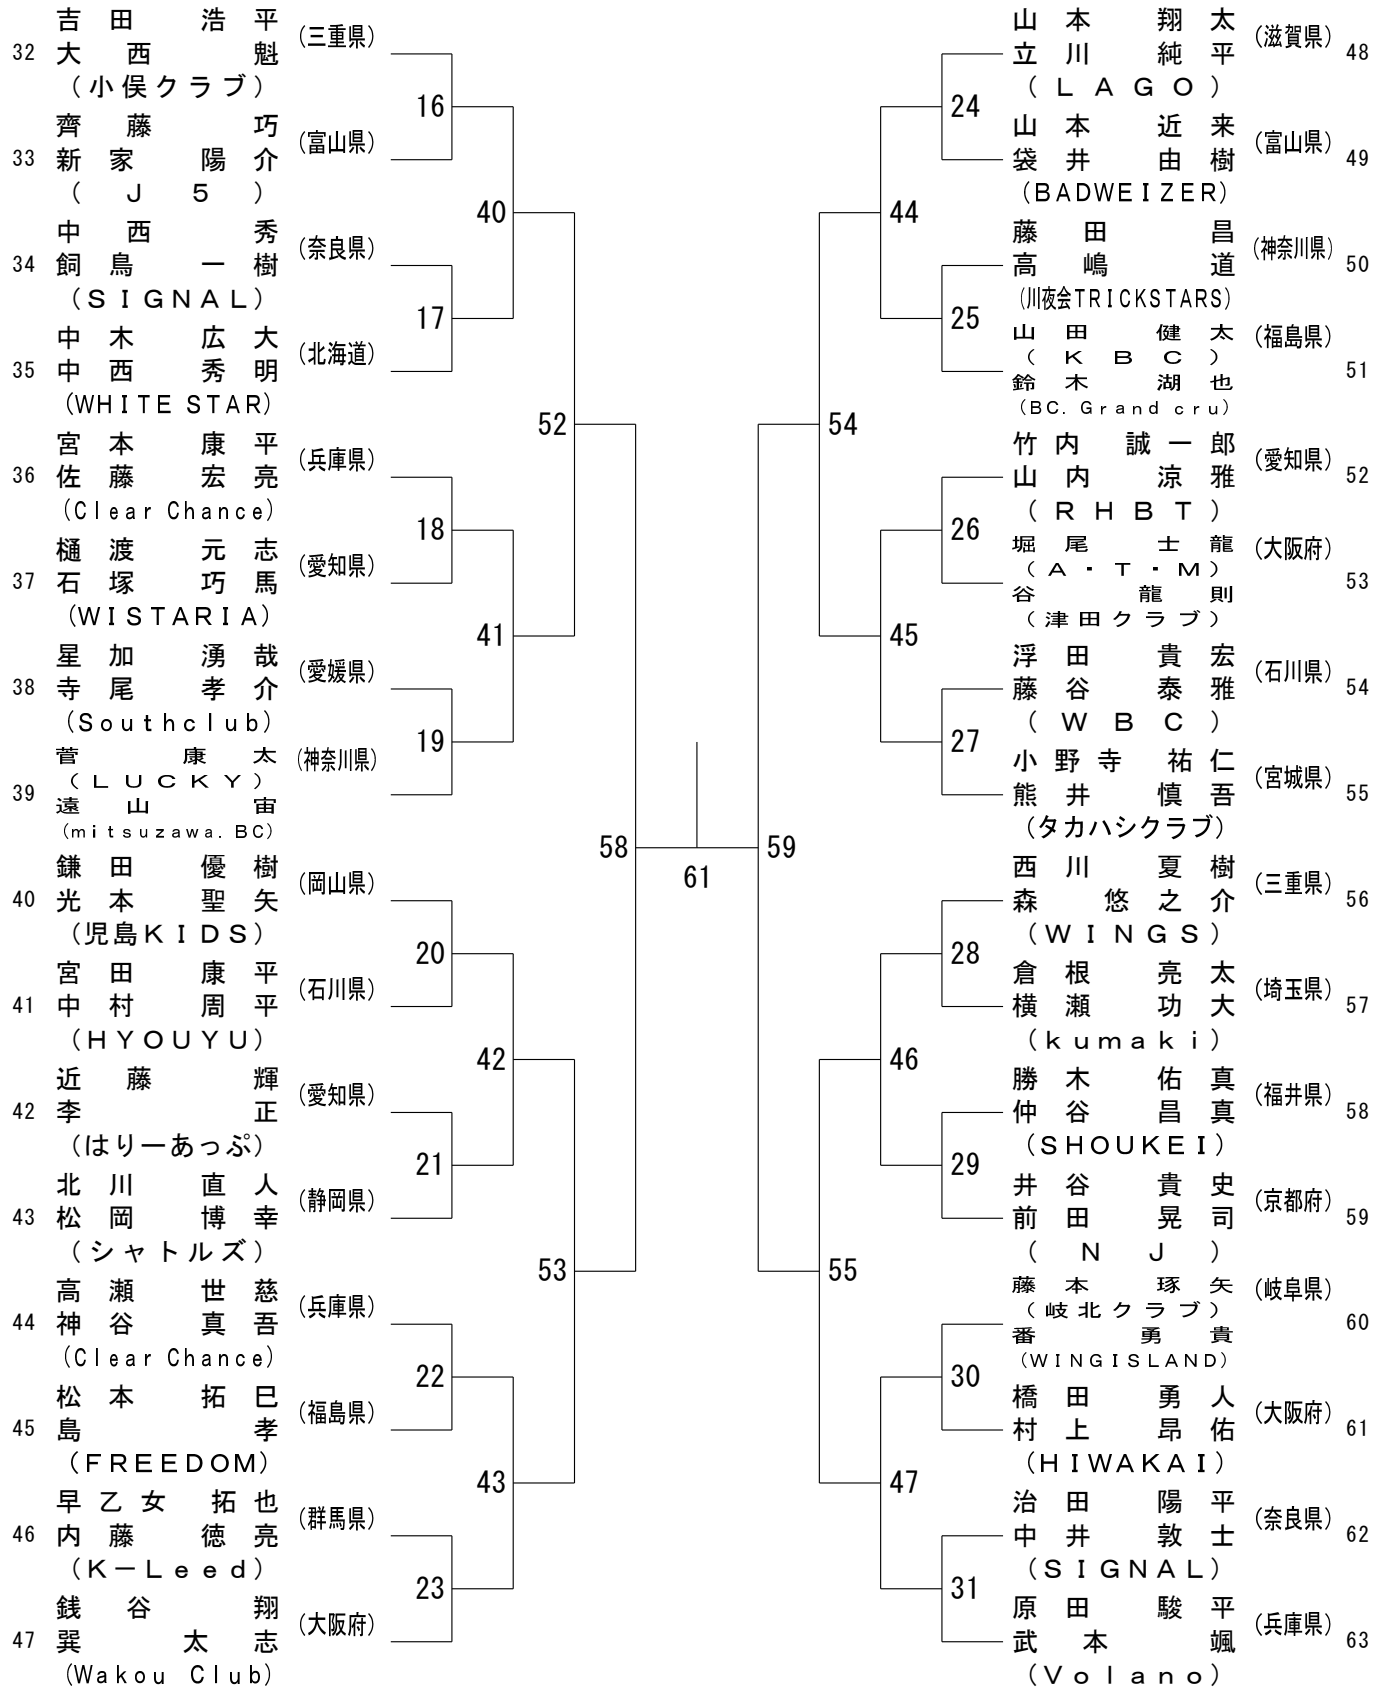 吉田 浩平
(三重県)
32 大西 魁
(小俣クラブ)
16
齊藤 巧
(富山県)
33 新家 陽介
(J5)
40
中西 秀
(奈良県)
34 飼鳥 一樹
(SIGNAL)
17
中木 広大
(北海道)
35 中西 秀明
(WHITE STAR)
52
宮本 康平
(兵庫県)
36 佐藤 宏亮
(Clear Chance)
18
樋渡 元志
(愛知県)
37 石塚 巧馬
(WISTARIA)
41
星加 湧哉
(愛媛県)
38 寺尾 孝介
(Southclub)
19
菅 康太
(神奈川県)
(LUCKY)
39
遠山 宙
(mitsuzawa.BC)
58
鎌田 優樹
(岡山県)
40 光本 聖矢
(児島KIDS)
20
宮田 康平
(石川県)
41 中村 周平
(HYOUYU)
42
近藤 輝
(愛知県)
42 李 正
(はりーあっぷ)
21
北川 直人
(静岡県)
43 松岡 博幸
(シャトルズ)
53
高瀬 世慈
(兵庫県)
44 神谷 真吾
(Clear Chance)
22
松本 拓巳
(福島県)
45 島 孝
(FREEDOM)
43
早乙女 拓也
(群馬県)
46 内藤 徳亮
(K－Leed)
23
銭谷 翔
(大阪府)
47 巽 太志
(Wakou Club)
61
山本 翔太
(滋賀県)
立川 純平 48
(LAGO)
24
山本 近来
(富山県)
袋井 由樹 49
(BADWEIZER)
44
藤田 昌
(神奈川県)
高嶋 道 50
(川夜会TRICKSTARS)
25
山田 健太
(福島県)
(KBC)
51
鈴木 湖也
(BC.Grand cru)
54
竹内 誠一郎
(愛知県)
山内 涼雅 52
(RHBT)
26
堀尾 士龍
(大阪府)
(A・T・M)
53
谷 龍則
(津田クラブ)
45
浮田 貴宏
(石川県)
藤谷 泰雅 54
(WBC)
27
小野寺 祐仁
(宮城県)
熊井 慎吾 55
(タカハシクラブ)
59
西川 夏樹
(三重県)
森 悠之介 56
(WINGS)
28
倉根 亮太
(埼玉県)
横瀬 功大 57
(kumaki)
46
勝木 佑真
(福井県)
仲谷 昌真 58
(SHOUKEI)
29
井谷 貴史
(京都府)
前田 晃司 59
(NJ)
55
藤本 琢矢
(岐阜県)
(岐北クラブ)
60
番 勇貴
(WINGISLAND)
30
橋田 勇人
(大阪府)
村上 昂佑 61
(HIWAKAI)
47
治田 陽平
(奈良県)
中井 敦士 62
(SIGNAL)
31
原田 駿平
(兵庫県)
武本 颯 63
(Volano)